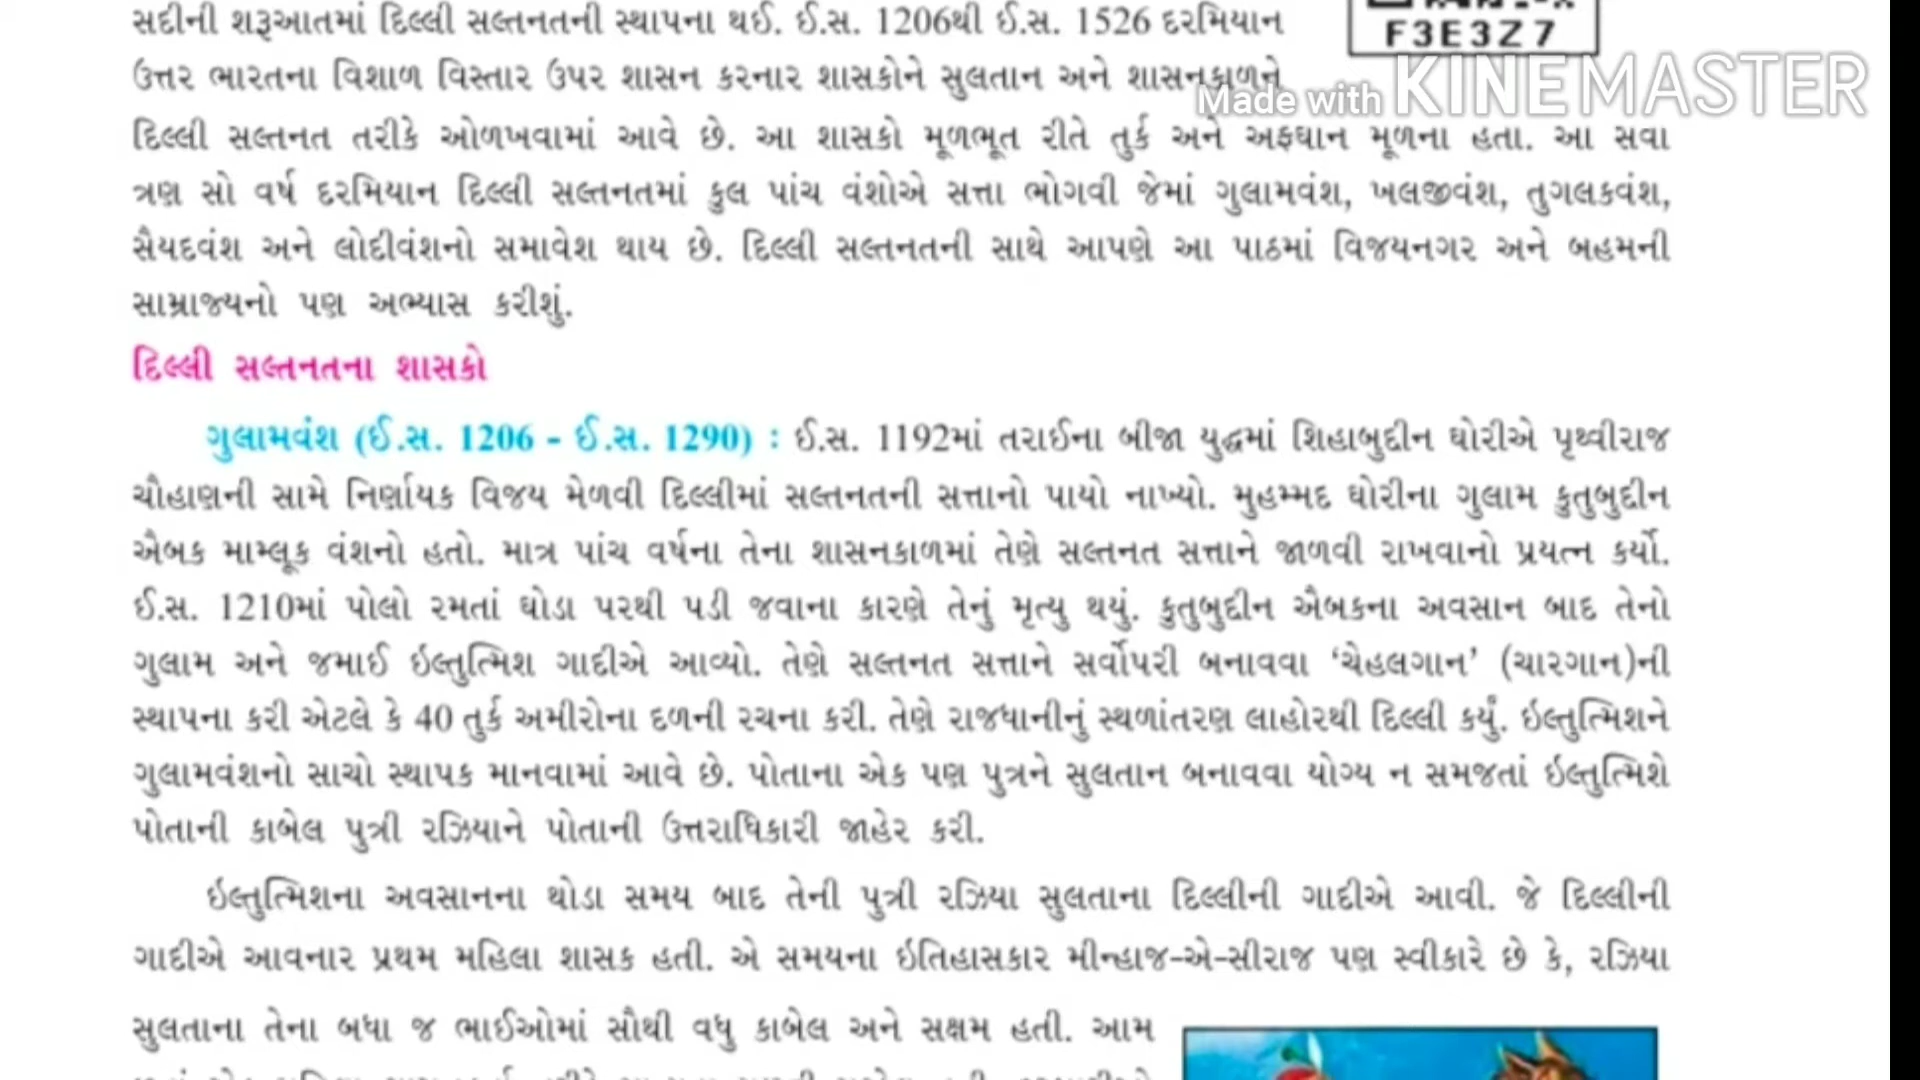 સદીની શરૂઆતમાં દિલ્લી સલ્તનતની સ્થાપના થઈ. ઈ.સ. 1206થી ઈ.સ. 1526 દરમિયાન
F3E3Z7
ઉત્તર ભારતના વિશાળ વિસ્તાર ઉપર શાસન કરનાર શાસકોને સુલતાન અને શાસનકાળને
Made with KINEMASTER
દિલ્લી સલ્તનત તરીકે ઓળખવામાં આવે છે. આ શાસકો મૂળભૂત રીતે તુર્ક અને અફઘાન મૂળના હતા. આ સવા
ત્રણ સો વર્ષ દરમિયાન દિલ્લી સલ્તનતમાં કુલ પાંચ વંશોએ સત્તા ભોગવી જેમાં ગુલામવંશ, ખલજીવંશ, તુગલકવંશ,
સૈયદવંશ અને લોદીવંશનો સમાવેશ થાય છે. દિલ્લી સલ્તનતની સાથે આપણે આ પાઠમાં વિજયનગર અને બહમની
સામ્રાજ્યનો પણ અભ્યાસ કરીશું.
દિલ્લી સલ્તનતના શાસકો
ગુલામવંશ (ઈ.સ. 1206 - ઈ.સ. 1290) : ઈ.સ. 1192માં તરાઈના બીજા યુદ્ધમાં શિહાબુદ્દીન ઘોરીએ પૃથ્વીરાજ
ચૌહાણની સામે નિર્ણાયક વિજય મેળવી દિલ્લીમાં સલ્તનતની સત્તાનો પાયો નાખ્યો. મુહમ્મદ ઘોરીના ગુલામ કુતુબુદ્દીન
ઐબક મામ્લૂક વંશનો હતો. માત્ર પાંચ વર્ષના તેના શાસનકાળમાં તેણે સલ્તનત સત્તાને જાળવી રાખવાનો પ્રયત્ન કર્યો.
ઈ.સ. 1210માં પોલો રમતાં ઘોડા પરથી પડી જવાના કારણે તેનું મૃત્યુ થયું. કુતુબુદ્દીન ઐબકના અવસાન બાદ તેનો
ગુલામ અને જમાઈ ઇલ્તુત્મિશ ગાદીએ આવ્યો. તેણે સલ્તનત સત્તાને સર્વોપરી બનાવવા ‘ચેહલગાન’ (ચારગાન)ની
સ્થાપના કરી એટલે કે 40 તુર્ક અમીરોના દળની રચના કરી. તેણે રાજધાનીનું સ્થળાંતરણ લાહોરથી દિલ્લી કર્યું. ઇલ્તુત્મિશને
ગુલામવંશનો સાચો સ્થાપક માનવામાં આવે છે. પોતાના એક પણ પુત્રને સુલતાન બનાવવા યોગ્ય ન સમજતાં ઇલ્તુત્મિશે
પોતાની કાબેલ પુત્રી રઝિયાને પોતાની ઉત્તરાધિકારી જાહેર કરી.
ઇલ્તુત્મિશના અવસાનના થોડા સમય બાદ તેની પુત્રી રઝિયા સુલતાના દિલ્લીની ગાદીએ આવી. જે દિલ્લીની
ગાદીએ આવનાર પ્રથમ મહિલા શાસક હતી. એ સમયના ઇતિહાસકાર મીન્હાજ-એ-સીરાજ પણ સ્વીકારે છે કે, રઝિયા
સુલતાના તેના બધા જ ભાઈઓમાં સૌથી વધુ કાબેલ અને સક્ષમ હતી. આમ